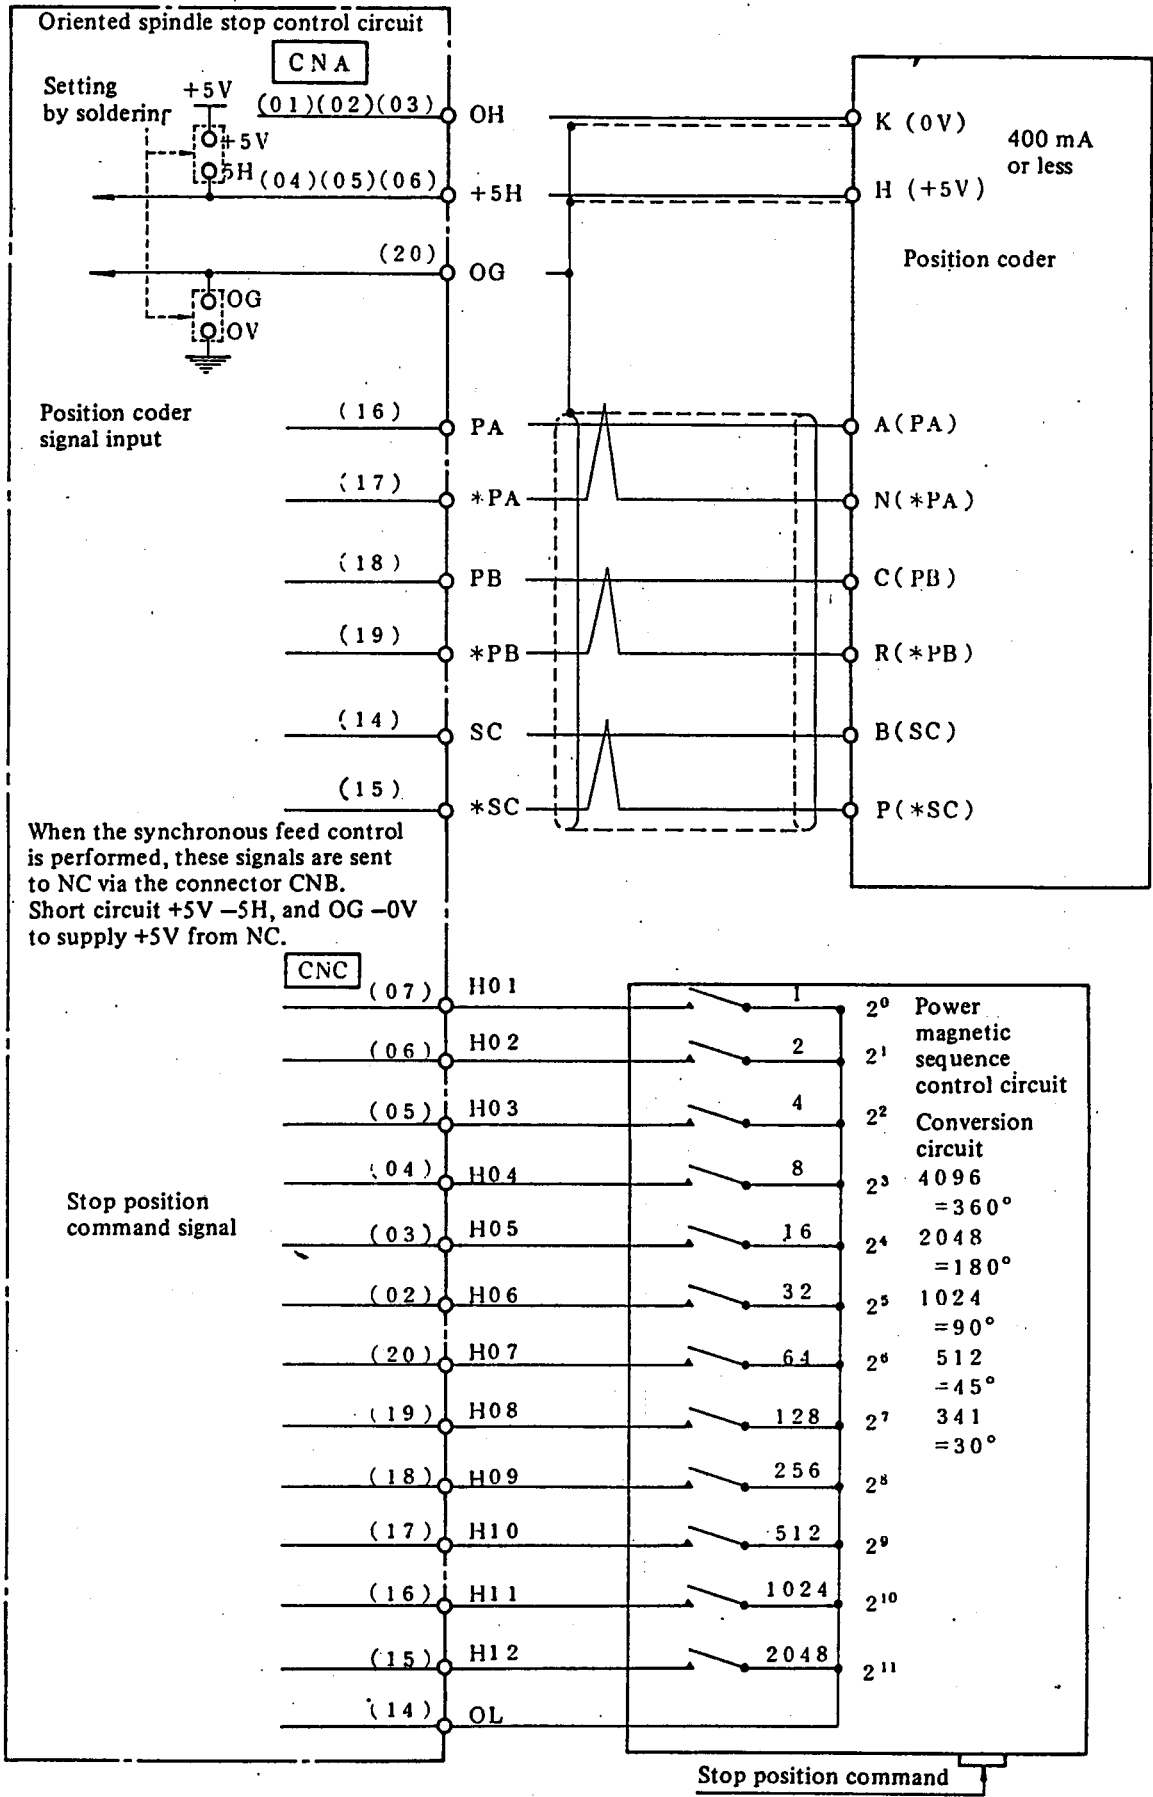 Oriented spindle stop control circuit
CNA
Setting
by soldering
+5V
+5V
5H
(01)(02)(03)
OH
K (0V)
400 mA
or less
(04)(05)(06)
+5H
H (+5V)
(20)
OG
Position coder
OG
OV
Position coder
signal input
(16)
PA
A(PA)
(17)
*PA
N(*PA)
(18)
PB
C(PB)
(19)
*PB
R(*PB)
(14)
SC
B(SC)
(15)
*SC
P(*SC)
When the synchronous feed control
is performed, these signals are sent
to NC via the connector CNB.
Short circuit +5V –5H, and OG –0V
to supply +5V from NC.
CNC
(07) H01 1 2⁰
(06) H02 2 2¹
(05) H03 4 2²
(04) H04 8 2³
(03) H05 16 2⁴
(02) H06 32 2⁵
(20) H07 64 2⁶
(19) H08 128 2⁷
(18) H09 256 2⁸
(17) H10 512 2⁹
(16) H11 1024 2¹⁰
(15) H12 2048 2¹¹
(14) OL
Stop position
command signal
Power
magnetic
sequence
control circuit
Conversion
circuit
4096
=360°
2048
=180°
1024
=90°
512
=45°
341
=30°
Stop position command